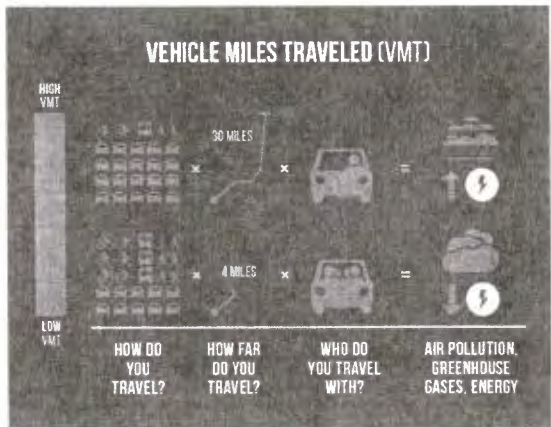 VEHICLE MILES TRAVELED (VMT)
HIGH
VMT
30 MILES
x
x
=
4 MILES
x
x
=
LOW
VMT
HOW DO
YOU
TRAVEL?
HOW FAR
DO YOU
TRAVEL?
WHO DO
YOU TRAVEL
WITH?
AIR POLLUTION,
GREENHOUSE
GASES, ENERGY